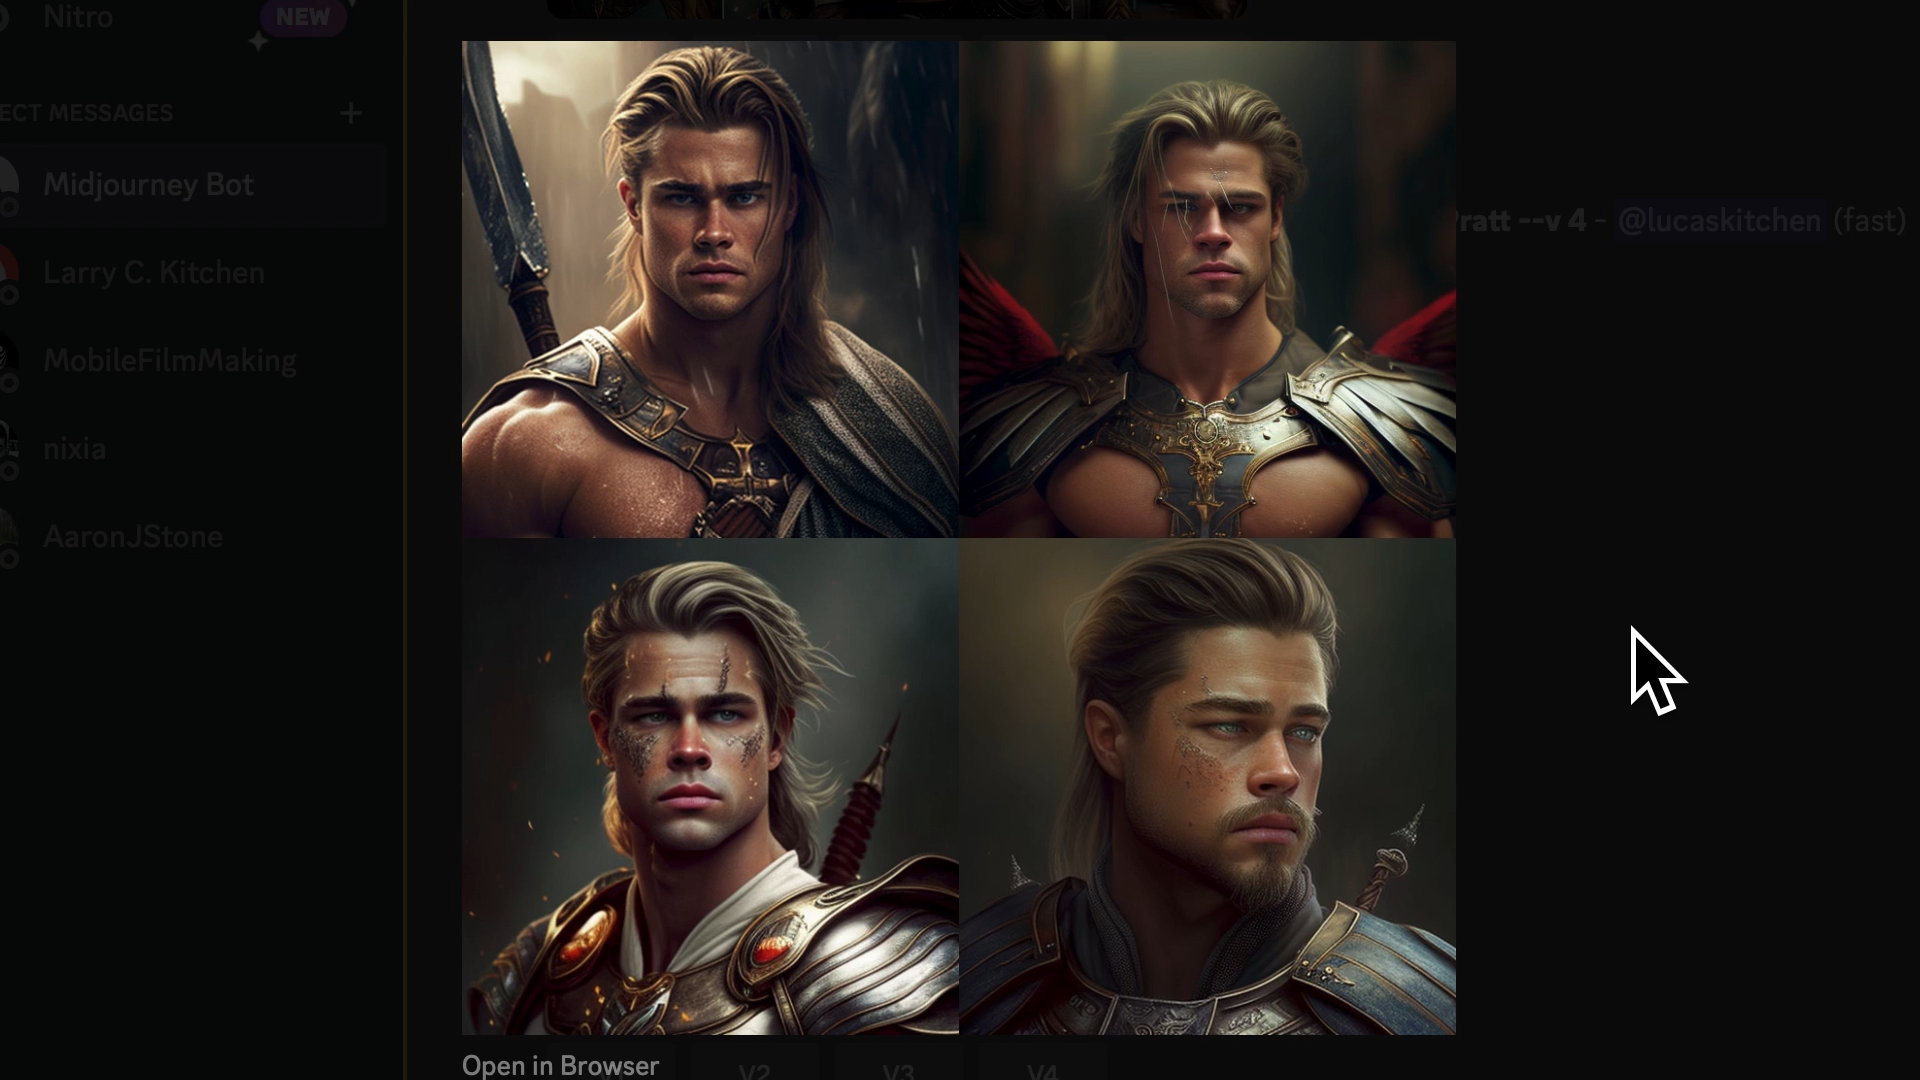 Nitro
NEW
ECT MESSAGES
+
Midjourney Bot
Larry C. Kitchen
MobileFilmMaking
nixia
AaronJStone
ratt --v 4 - @lucaskitchen (fast)
Open in Browser
V2
V3
V4